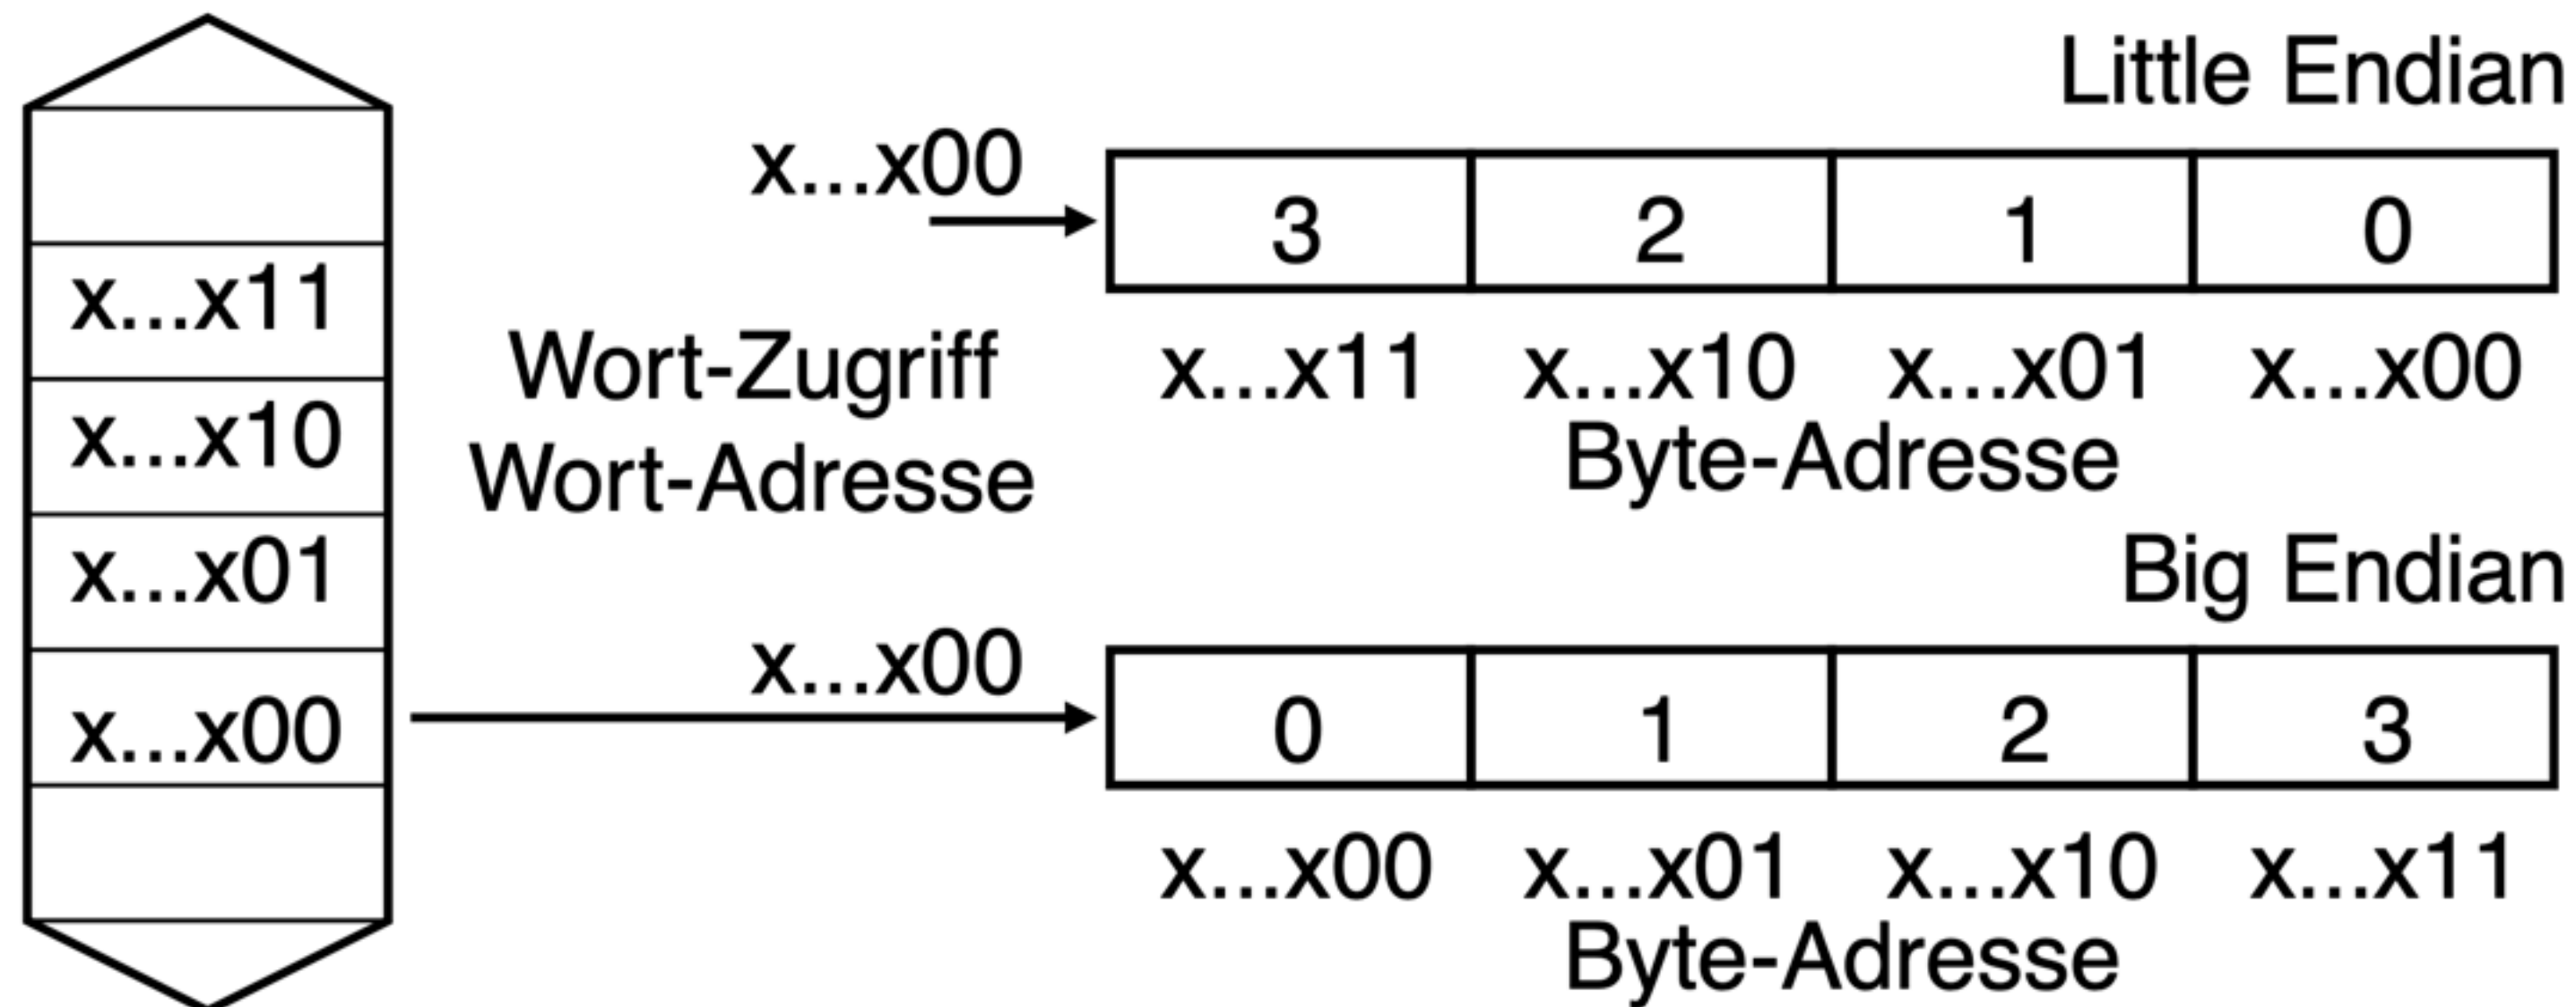 Little Endian
x...x00
3 2 1 0
x...x11 x...x10 x...x01 x...x00
Byte-Adresse
x...x11
x...x10
x...x01
x...x00
Wort-Zugriff
Wort-Adresse
Big Endian
x...x00
0 1 2 3
x...x00 x...x01 x...x10 x...x11
Byte-Adresse